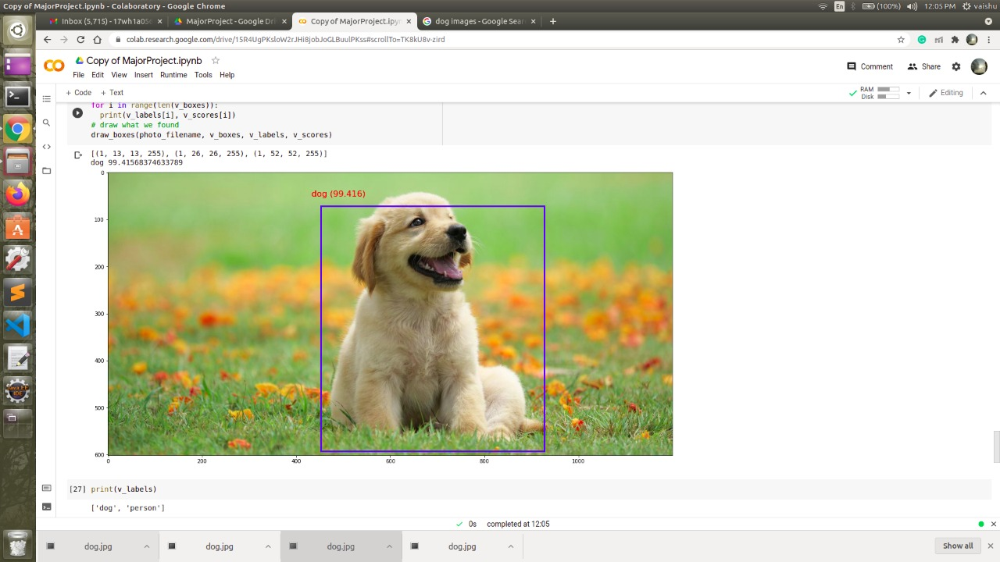 Copy of MajorProject.ipynb - Colaboratory - Google Chrome
En (100%) 12:05 PM vaishu
Inbox (5,715) - 17wh1a05
MajorProject - Google Dri
Copy of MajorProject.ipyn
dog images - Google Sear
colab.research.google.com/drive/15R4UgPKsloW2rJHi8jobJoGLBuulPKss#scrollTo=TK8kU8v-zird
Copy of MajorProject.ipynb
Comment Share
File Edit View Insert Runtime Tools Help
+ Code + Text
RAM
Disk
Editing
for i in range(len(v_boxes)):
print(v_labels[i], v_scores[i])
# draw what we found
draw_boxes(photo_filename, v_boxes, v_labels, v_scores)
[(1, 13, 13, 255), (1, 26, 26, 255), (1, 52, 52, 255)]
dog 99.41568374633789
dog (99.416)
0
100
200
300
400
500
600
0 200 400 600 800 1000
[27] print(v_labels)
['dog', 'person']
0s completed at 12:05
dog.jpg dog.jpg dog.jpg dog.jpg Show all
Java EE
IDE